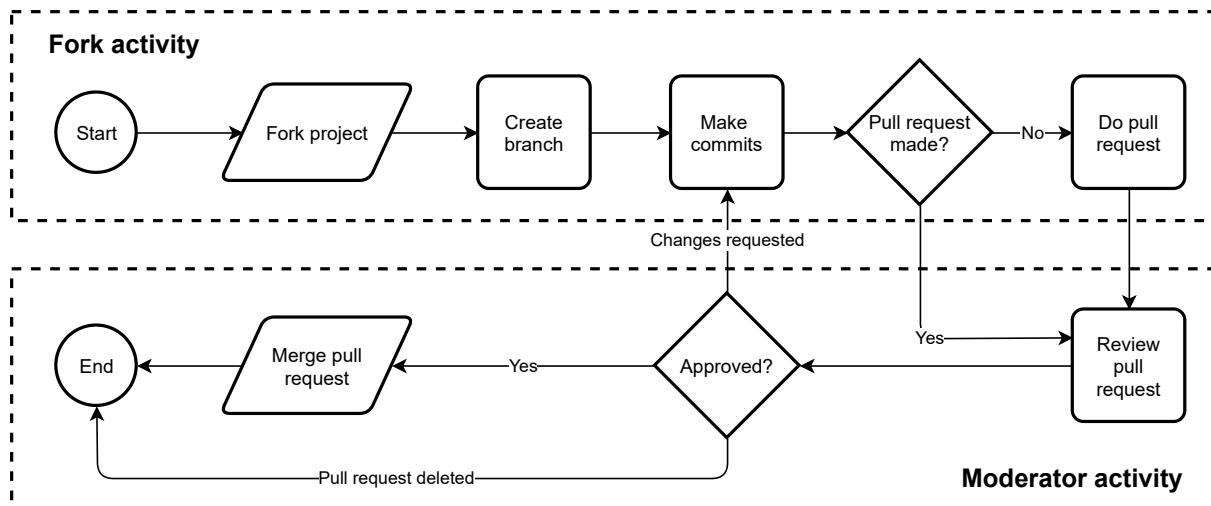 Fork activity
Start
Fork project
Create
branch
Make
commits
Pull request
made?
No
Do pull
request
Changes requested
End
Merge pull
request
Yes
Approved?
Yes
Review
pull
request
Pull request deleted
Moderator activity